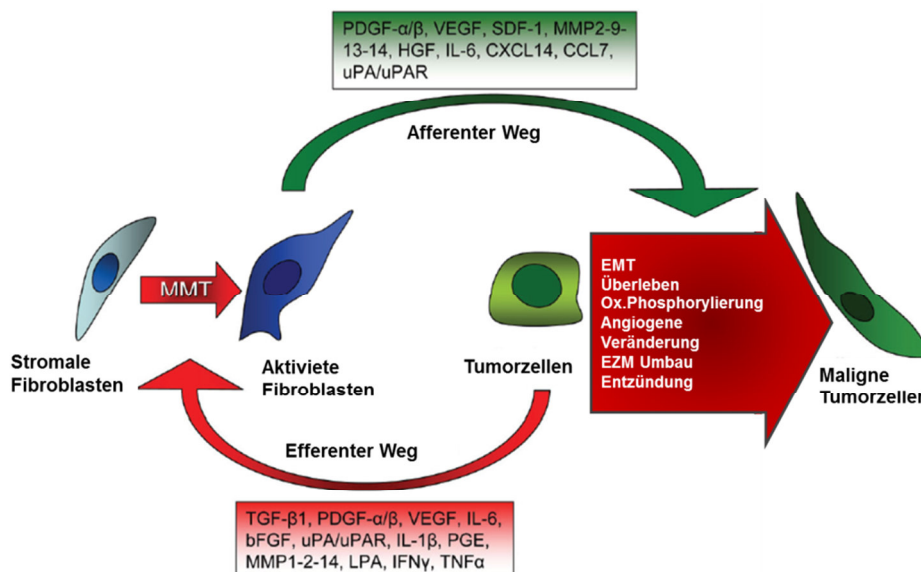 PDGF-α/β, VEGF, SDF-1, MMP2-9-
13-14, HGF, IL-6, CXCL14, CCL7,
uPA/uPAR
Afferenter Weg
MMT
EMT
Überleben
Ox.Phosphorylierung
Angiogene
Veränderung
EZM Umbau
Entzündung
Stromale
Fibroblasten
Aktiviete
Fibroblasten
Tumorzellen
Maligne
Tumorzellen
Efferenter Weg
TGF-β1, PDGF-α/β, VEGF, IL-6,
bFGF, uPA/uPAR, IL-1β, PGE,
MMP1-2-14, LPA, IFNγ, TNFα